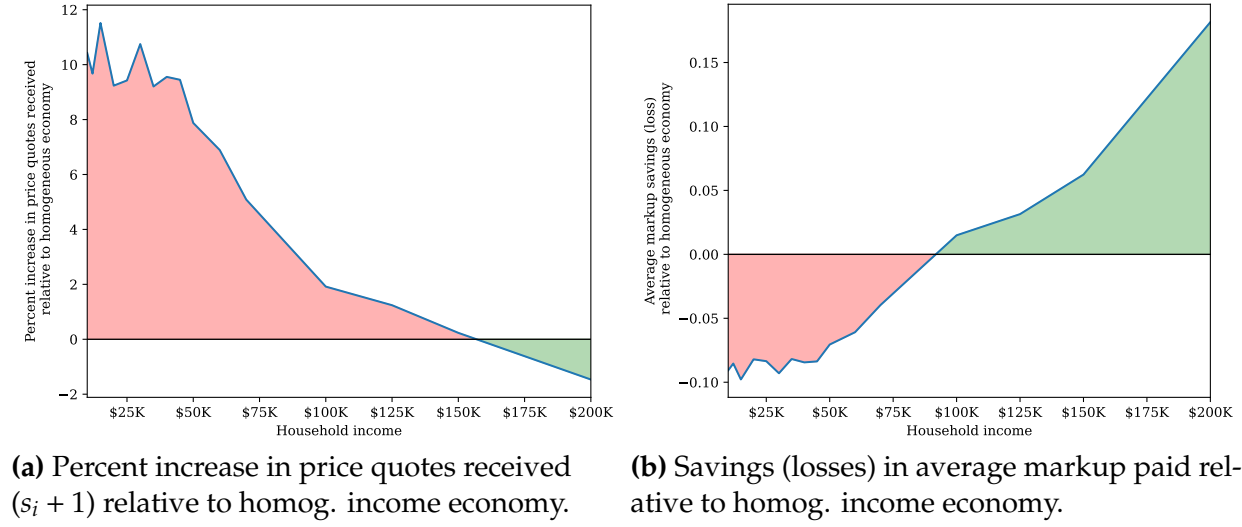 Percent increase in price quotes received
relative to homogeneous economy
12
10
8
6
4
2
0
−2
$25K $50K $75K $100K $125K $150K $175K $200K
Household income
(a) Percent increase in price quotes received
(sᵢ + 1) relative to homog. income economy.
Average markup savings (loss)
relative to homogeneous economy
0.15
0.10
0.05
0.00
−0.05
−0.10
$25K $50K $75K $100K $125K $150K $175K $200K
Household income
(b) Savings (losses) in average markup paid rel-
ative to homog. income economy.